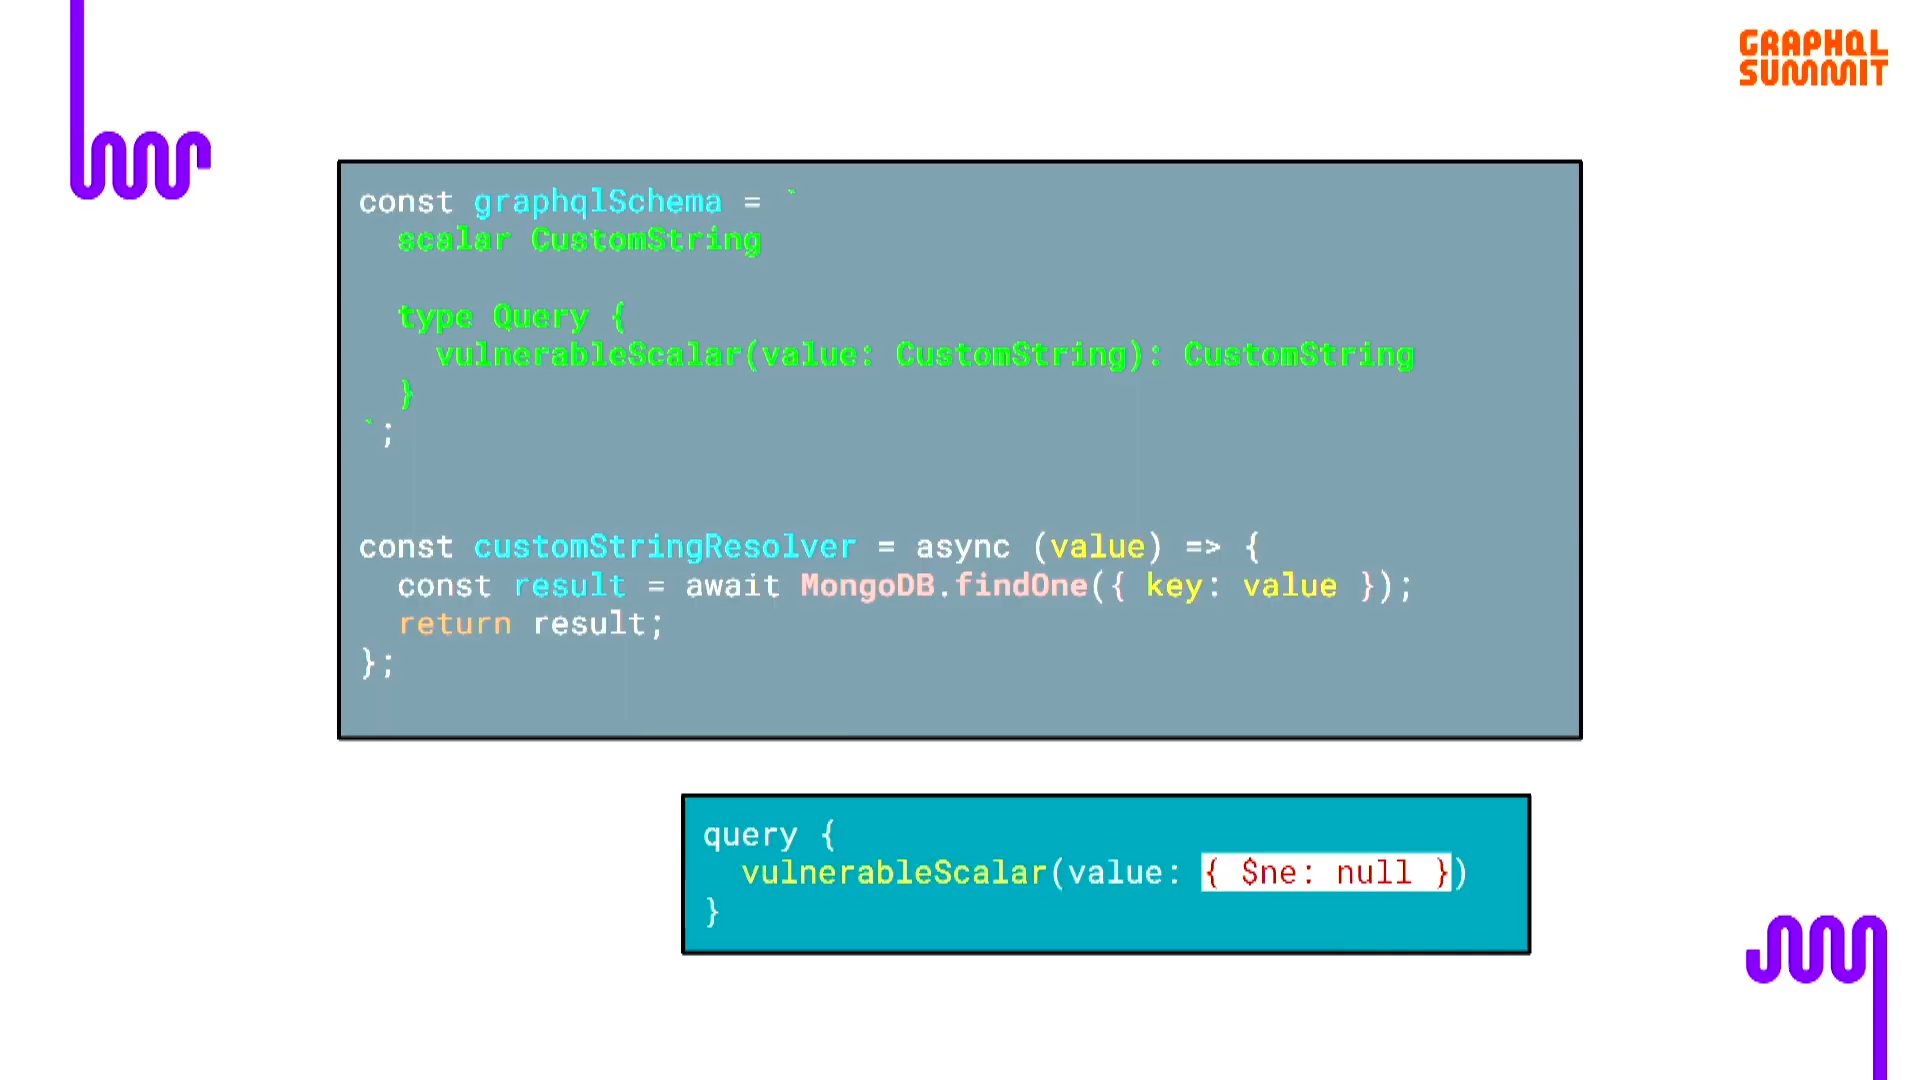 GRAPHQL
SUMMIT
const graphqlSchema = `
  scalar CustomString
  type Query {
    vulnerableScalar(value: CustomString): CustomString
  }
`;
const customStringResolver = async (value) => {
  const result = await MongoDB.findOne({ key: value });
  return result;
};
query {
  vulnerableScalar(value: { $ne: null })
}